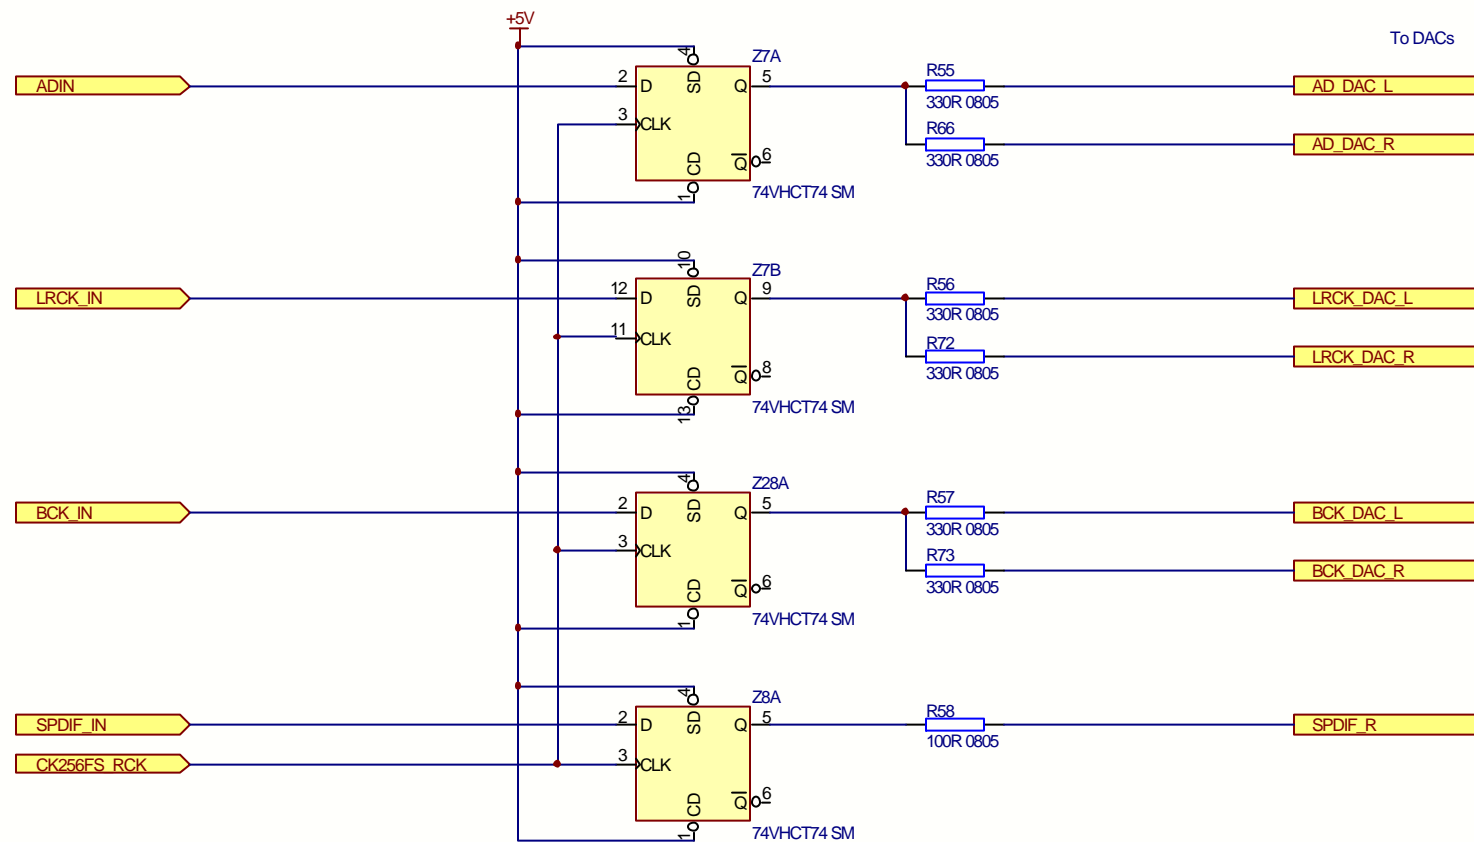 +5V
To DACs
ADIN
2
D
3
CLK
4
SD
CD
1
Q
5
Q
6
Z7A
74VHCT74 SM
R55
330R 0805
R66
330R 0805
AD_DAC_L
AD_DAC_R
LRCK_IN
12
D
11
CLK
10
SD
CD
13
Q
9
Q
8
Z7B
74VHCT74 SM
R56
330R 0805
R72
330R 0805
LRCK_DAC_L
LRCK_DAC_R
BCK_IN
2
D
3
CLK
4
SD
CD
1
Q
5
Q
6
Z28A
74VHCT74 SM
R57
330R 0805
R73
330R 0805
BCK_DAC_L
BCK_DAC_R
SPDIF_IN
CK256FS_RCK
2
D
3
CLK
4
SD
CD
1
Q
5
Q
6
Z8A
74VHCT74 SM
R58
100R 0805
SPDIF_R